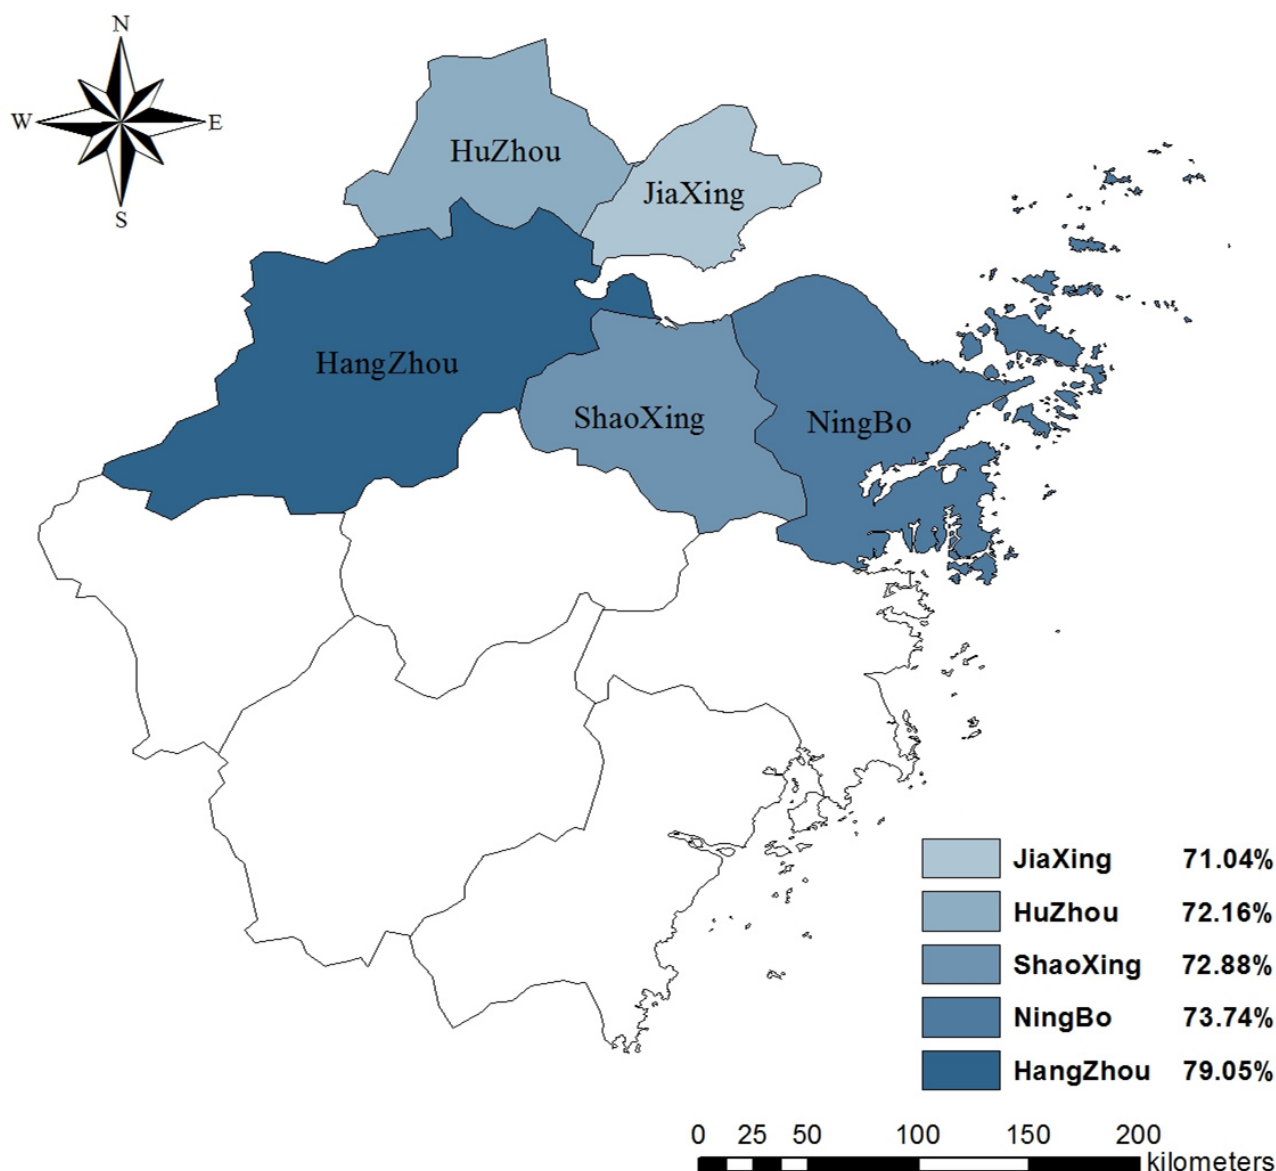 N
W E
S
HuZhou
JiaXing
HangZhou
ShaoXing
NingBo
JiaXing 71.04%
HuZhou 72.16%
ShaoXing 72.88%
NingBo 73.74%
HangZhou 79.05%
0 25 50 100 150 200
kilometers